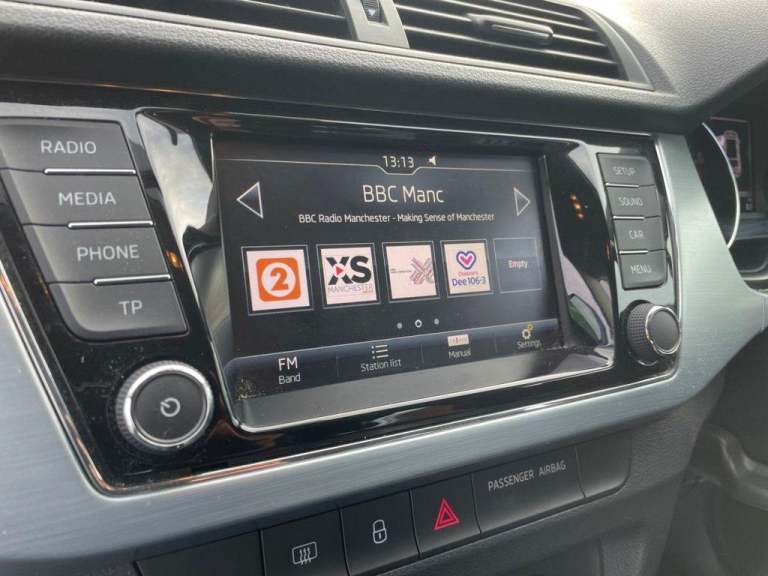 RADIO
MEDIA
PHONE
TP
13:13
BBC Manc
BBC Radio Manchester - Making Sense of Manchester
2
XS
MANCHESTER
Dee 106.3
Empty
FM
Band
Station list
Manual
Settings
SETUP
SOUND
CAR
MENU
PASSENGER AIRBAG